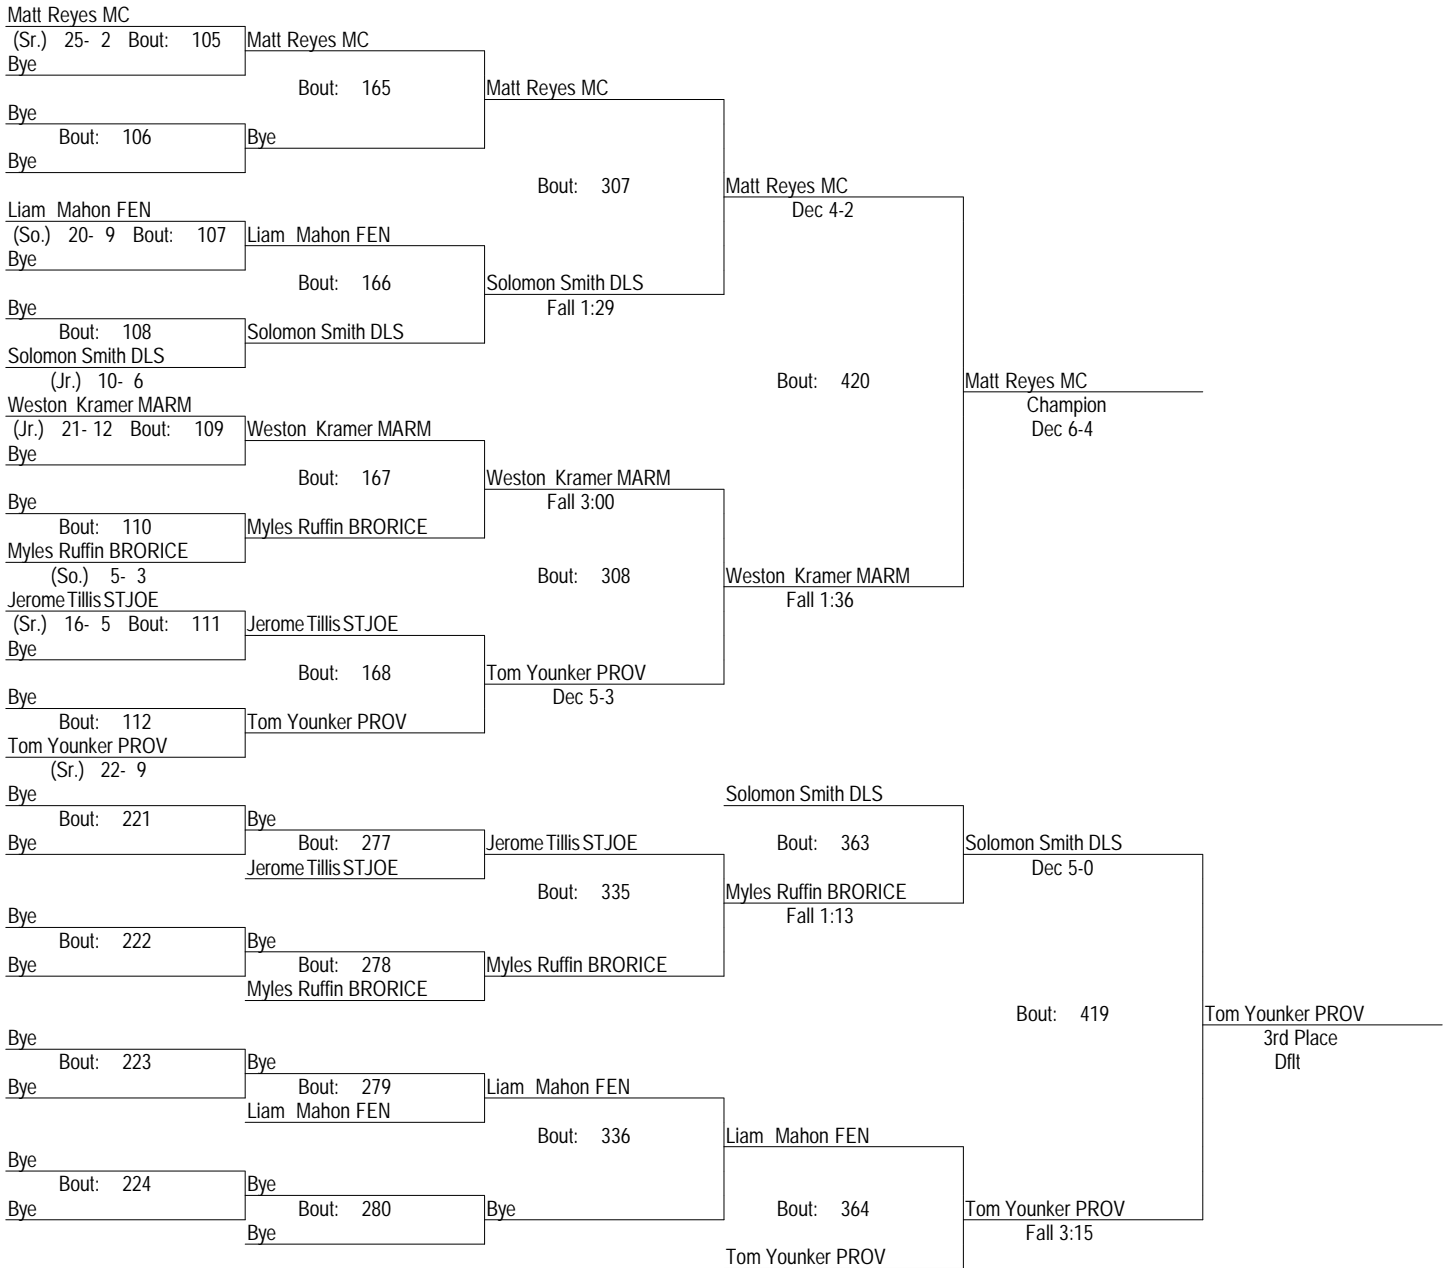 Matt Reyes MC
(Sr.) 25- 2 Bout: 105 Matt Reyes MC
Bye
Bout: 165 Matt Reyes MC
Bye
Bout: 106 Bye
Bye
Bout: 307 Matt Reyes MC
Dec 4-2
Liam Mahon FEN
(So.) 20- 9 Bout: 107 Liam Mahon FEN
Bye
Bout: 166 Solomon Smith DLS
Fall 1:29
Bye
Bout: 108 Solomon Smith DLS
Solomon Smith DLS
(Jr.) 10- 6
Bout: 420 Matt Reyes MC
Champion
Dec 6-4
Weston Kramer MARM
(Jr.) 21- 12 Bout: 109 Weston Kramer MARM
Bye
Bout: 167 Weston Kramer MARM
Fall 3:00
Bye
Bout: 110 Myles Ruffin BRORICE
Myles Ruffin BRORICE
(So.) 5- 3
Bout: 308 Weston Kramer MARM
Fall 1:36
Jerome Tillis STJOE
(Sr.) 16- 5 Bout: 111 Jerome Tillis STJOE
Bye
Bout: 168 Tom Younker PROV
Dec 5-3
Bye
Bout: 112 Tom Younker PROV
Tom Younker PROV
(Sr.) 22- 9
Bye
Solomon Smith DLS
Bout: 221 Bye
Bye
Bout: 277 Jerome Tillis STJOE
Bout: 363 Solomon Smith DLS
Jerome Tillis STJOE
Dec 5-0
Bout: 335 Myles Ruffin BRORICE
Fall 1:13
Bye
Bout: 222 Bye
Bye
Bout: 278 Myles Ruffin BRORICE
Myles Ruffin BRORICE
Bout: 419 Tom Younker PROV
3rd Place
Dflt
Bye
Bout: 223 Bye
Bye
Bout: 279 Liam Mahon FEN
Liam Mahon FEN
Bout: 336 Liam Mahon FEN
Bye
Bout: 224 Bye
Bye
Bout: 280 Bye
Bout: 364 Tom Younker PROV
Bye
Fall 3:15
Tom Younker PROV